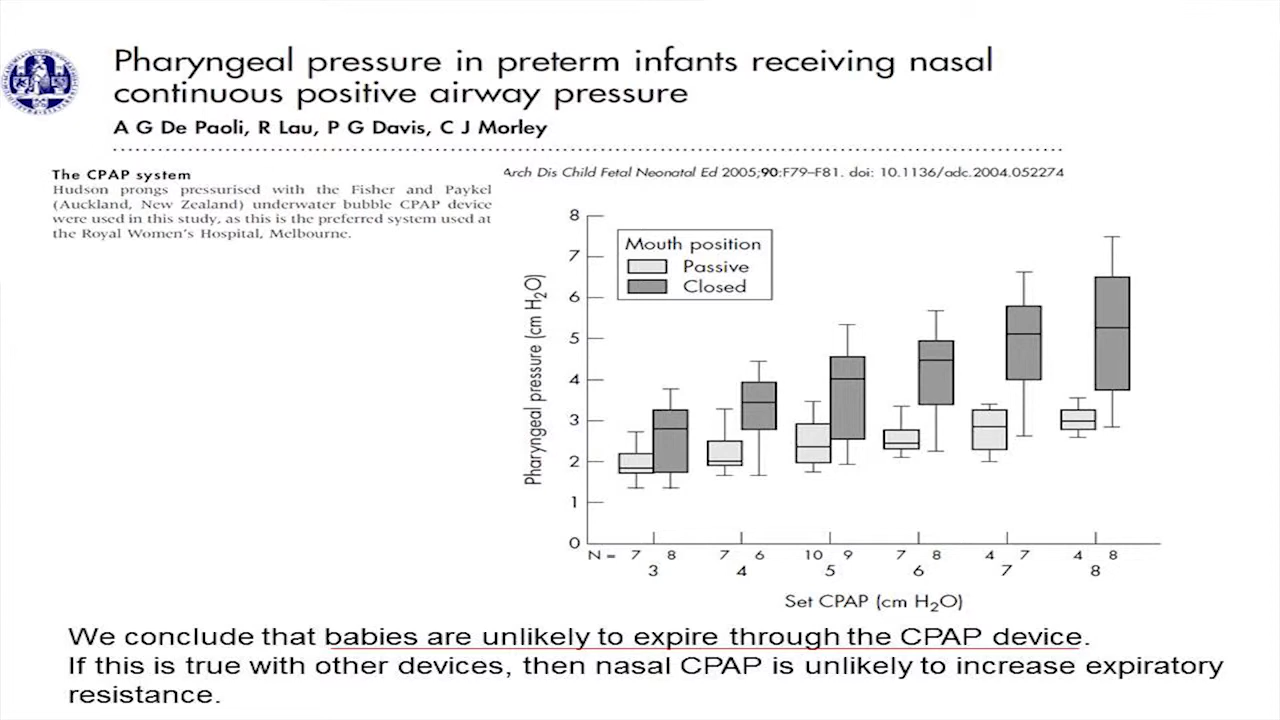 Pharyngeal pressure in preterm infants receiving nasal
continuous positive airway pressure
A G De Paoli, R Lau, P G Davis, C J Morley
The CPAP system
Hudson prongs pressurised with the Fisher and Paykel
(Auckland, New Zealand) underwater bubble CPAP device
were used in this study, as this is the preferred system used at
the Royal Women's Hospital, Melbourne.
Arch Dis Child Fetal Neonatal Ed 2005;90:F79–F81. doi: 10.1136/adc.2004.052274
Pharyngeal pressure (cm H₂O)
8
7
6
5
4
3
2
1
0
Mouth position
Passive
Closed
N = 7 8 7 6 10 9 7 8 4 7 4 8
3 4 5 6 7 8
Set CPAP (cm H₂O)
We conclude that babies are unlikely to expire through the CPAP device.
If this is true with other devices, then nasal CPAP is unlikely to increase expiratory
resistance.